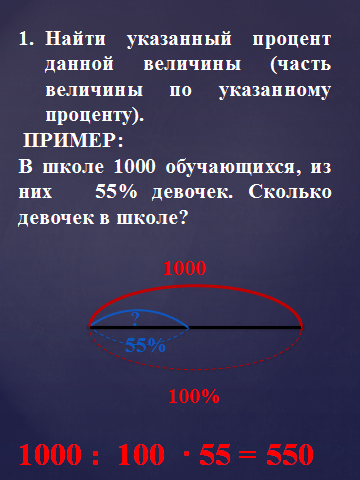 1. Найти указанный процент
данной величины (часть
величины по указанному
проценту).
ПРИМЕР:
В школе 1000 обучающихся, из
них 55% девочек. Сколько
девочек в школе?
1000
?
55%
100%
1000 : 100 · 55 = 550